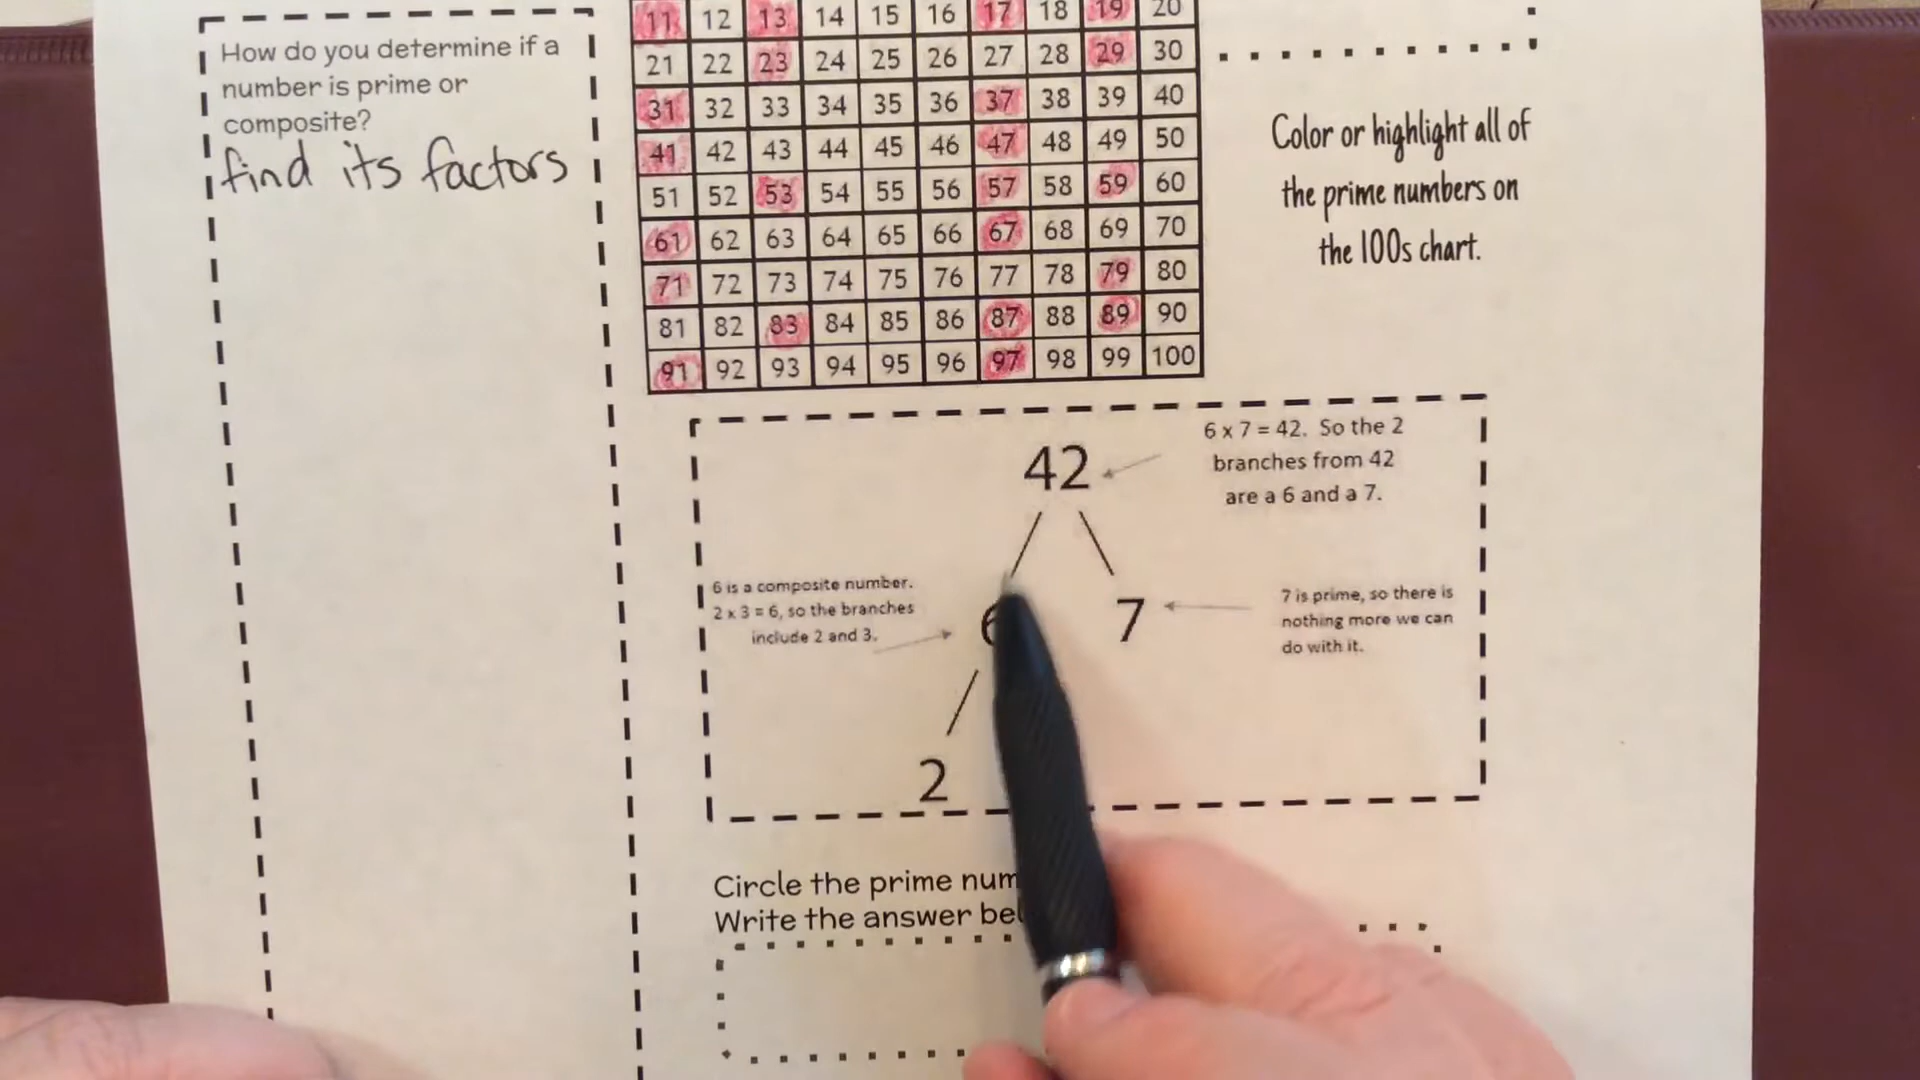 How do you determine if a
number is prime or
composite?
find its factors
11 12 13 14 15 16 17 18 19 20
21 22 23 24 25 26 27 28 29 30
31 32 33 34 35 36 37 38 39 40
41 42 43 44 45 46 47 48 49 50
51 52 53 54 55 56 57 58 59 60
61 62 63 64 65 66 67 68 69 70
71 72 73 74 75 76 77 78 79 80
81 82 83 84 85 86 87 88 89 90
91 92 93 94 95 96 97 98 99 100
Color or highlight all of
the prime numbers on
the 100s chart.
42
6 x 7 = 42. So the 2
branches from 42
are a 6 and a 7.
6 is a composite number.
2 x 3 = 6, so the branches
include 2 and 3.
6
7
7 is prime, so there is
nothing more we can
do with it.
2
Circle the prime
Write the answer